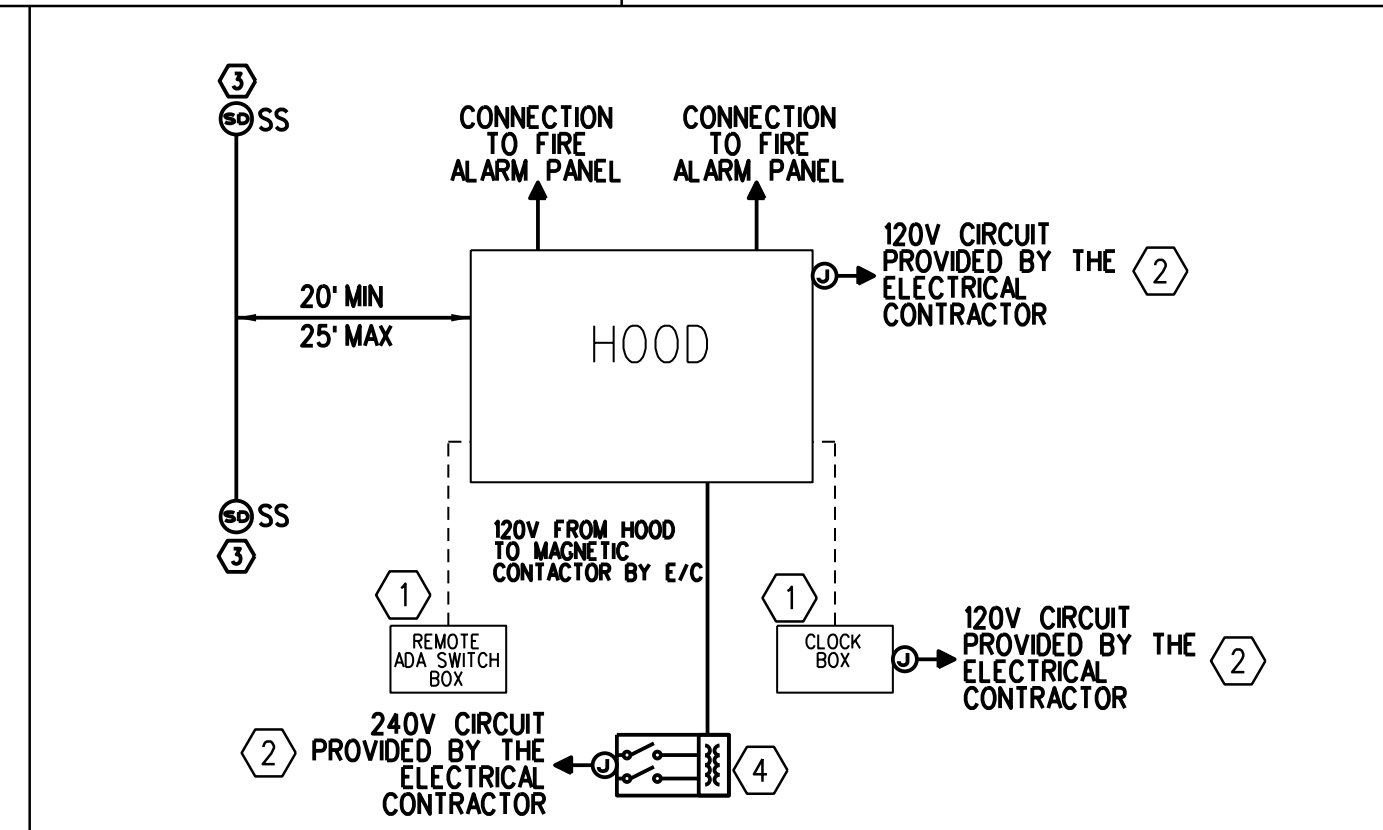 3
SD SS
CONNECTION
TO FIRE
ALARM PANEL
CONNECTION
TO FIRE
ALARM PANEL
120V CIRCUIT
PROVIDED BY THE
ELECTRICAL
CONTRACTOR
2
J
20' MIN
25' MAX
HOOD
SD SS
3
120V FROM HOOD
TO MAGNETIC
CONTACTOR BY E/C
1
REMOTE
ADA SWITCH
BOX
1
CLOCK
BOX
J
120V CIRCUIT
PROVIDED BY THE
ELECTRICAL
CONTRACTOR
2
2
240V CIRCUIT
PROVIDED BY THE
ELECTRICAL
CONTRACTOR
J
4